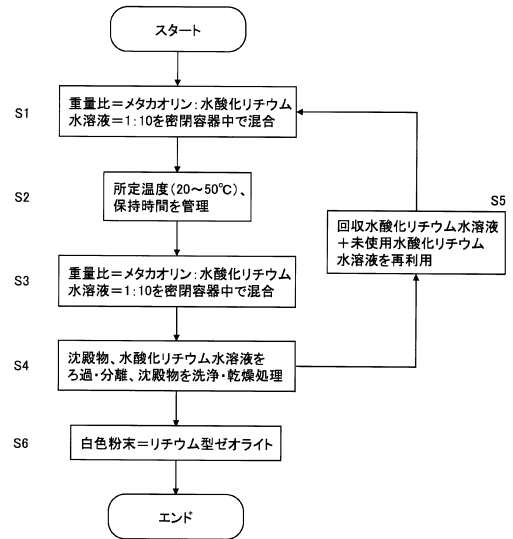 スタート
S1
重量比=メタカオリン:水酸化リチウム
水溶液=1:10を密閉容器中で混合
S2
所定温度(20~50℃)、
保持時間を管理
S5
回収水酸化リチウム水溶液
+未使用水酸化リチウム
水溶液を再利用
S3
重量比=メタカオリン:水酸化リチウム
水溶液=1:10を密閉容器中で混合
S4
沈殿物、水酸化リチウム水溶液を
ろ過・分離、沈殿物を洗浄・乾燥処理
S6
白色粉末=リチウム型ゼオライト
エンド